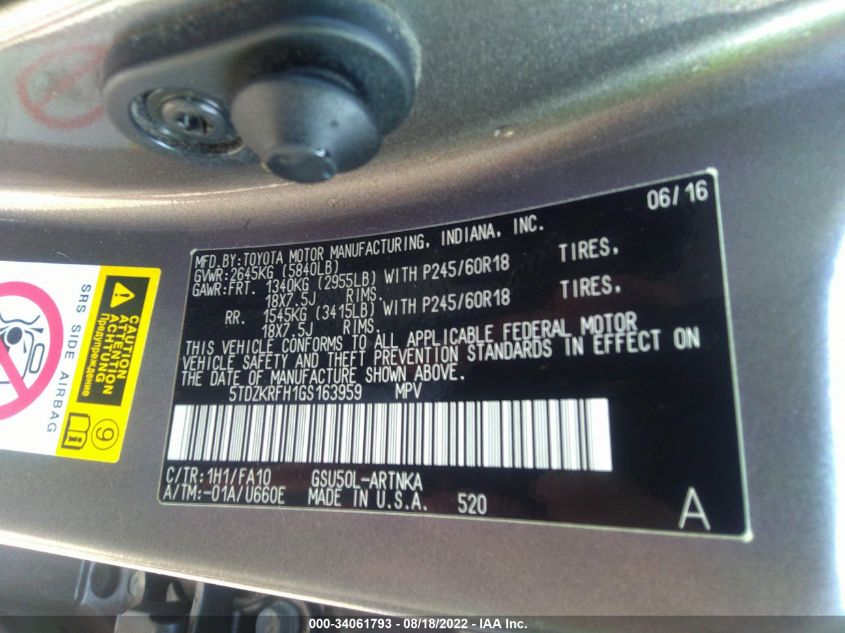 06/16
MFD.BY:TOYOTA MOTOR MANUFACTURING, INDIANA, INC.
GVWR:2645KG (5840LB)
GAWR:FRT. 1340KG (2955LB) WITH P245/60R18 TIRES.
18X7.5J RIMS.
RR. 1545KG (3415LB) WITH P245/60R18 TIRES.
18X7.5J RIMS.
THIS VEHICLE CONFORMS TO ALL APPLICABLE FEDERAL MOTOR
VEHICLE SAFETY AND THEFT PREVENTION STANDARDS IN EFFECT ON
THE DATE OF MANUFACTURE SHOWN ABOVE.
5TDZKRFH1GS163959 MPV
C/TR:1H1/FA10 GSU50L-ARTNKA
A/TM:-01A/U660E MADE IN U.S.A. 520
A
CAUTION
ATTENTION
ACHTUNG
Предупреждение
SRS SIDE AIRBAG
9
000-34061793 - 08/18/2022 - IAA Inc.